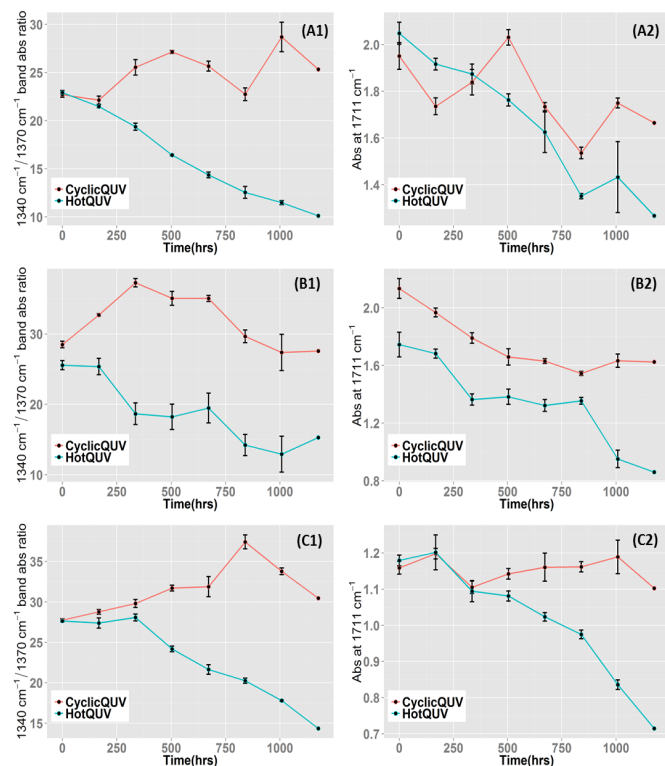 (A1)
1340 cm⁻¹ / 1370 cm⁻¹ band abs ratio
30
25
20
15
10
CyclicQUV
HotQUV
0 250 500 750 1000
Time(hrs)
(A2)
Abs at 1711 cm⁻¹
2.0
1.8
1.6
1.4
CyclicQUV
HotQUV
0 250 500 750 1000
Time(hrs)
(B1)
1340 cm⁻¹ / 1370 cm⁻¹ band abs ratio
30
20
10
CyclicQUV
HotQUV
0 250 500 750 1000
Time(hrs)
(B2)
Abs at 1711 cm⁻¹
2.0
1.6
1.2
0.8
CyclicQUV
HotQUV
0 250 500 750 1000
Time(hrs)
(C1)
1340 cm⁻¹ / 1370 cm⁻¹ band abs ratio
35
30
25
20
15
CyclicQUV
HotQUV
0 250 500 750 1000
Time(hrs)
(C2)
Abs at 1711 cm⁻¹
1.2
1.1
1.0
0.9
0.8
0.7
CyclicQUV
HotQUV
0 250 500 750 1000
Time(hrs)